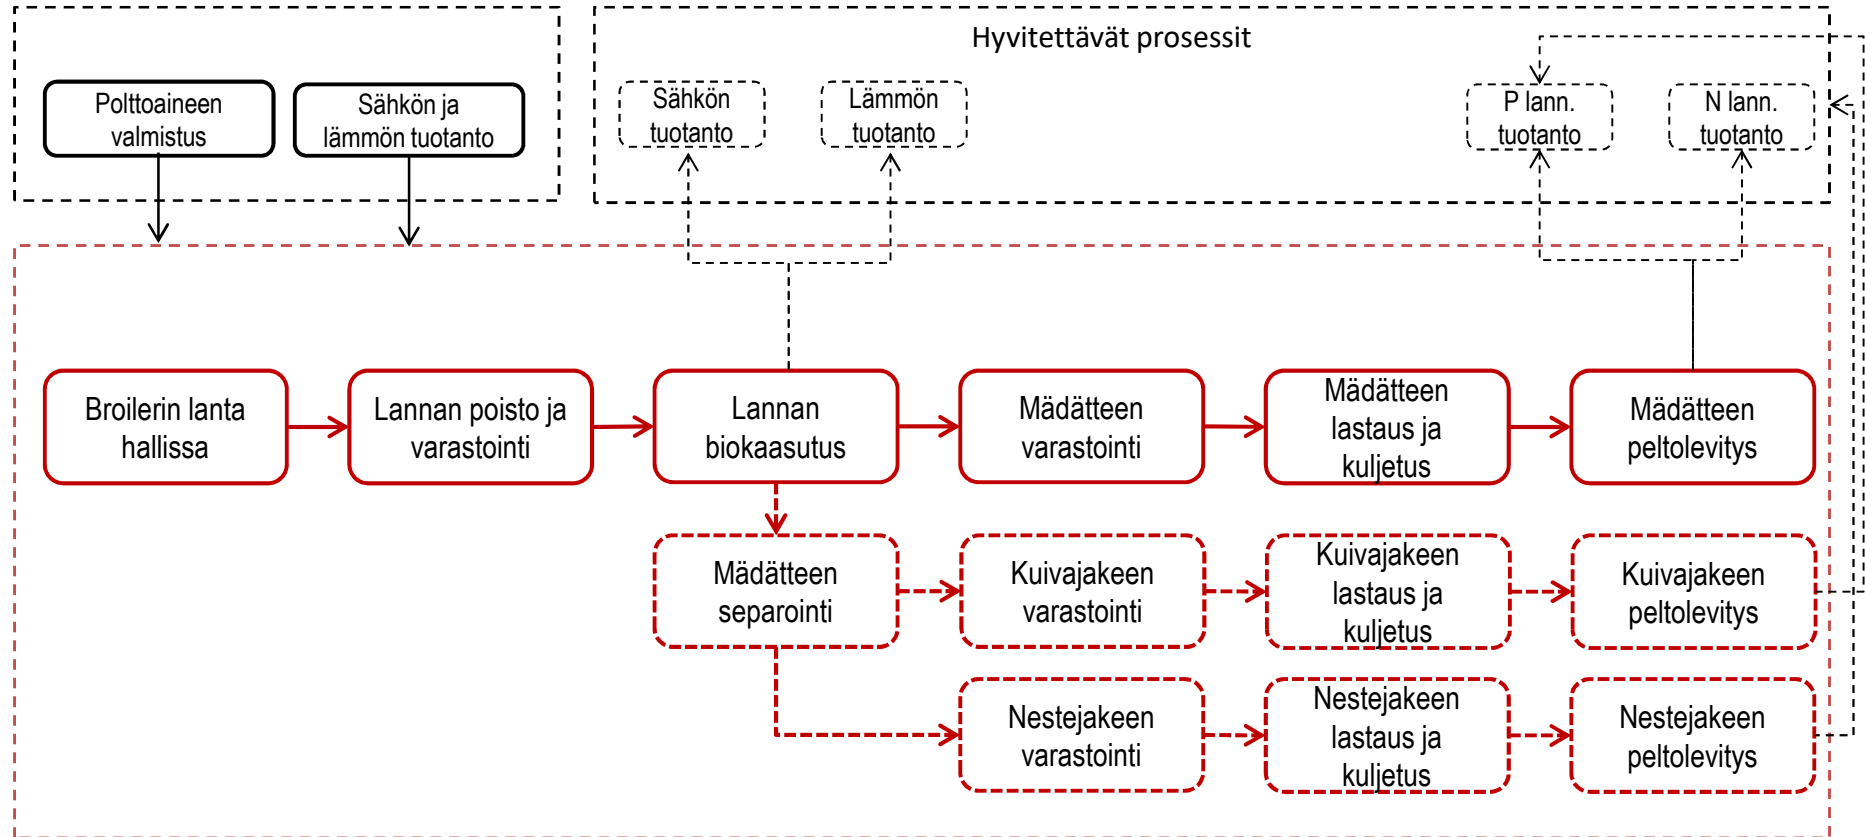 Hyvitettävät prosessit
Polttoaineen
valmistus
Sähkön ja
lämmön tuotanto
Sähkön
tuotanto
Lämmön
tuotanto
P lann.
tuotanto
N lann.
tuotanto
Broilerin lanta
hallissa
Lannan poisto ja
varastointi
Lannan
biokaasutus
Mädätteen
varastointi
Mädätteen
lastaus ja
kuljetus
Mädätteen
peltolevitys
Mädätteen
separointi
Kuivajakeen
varastointi
Kuivajakeen
lastaus ja
kuljetus
Kuivajakeen
peltolevitys
Nestejakeen
varastointi
Nestejakeen
lastaus ja
kuljetus
Nestejakeen
peltolevitys